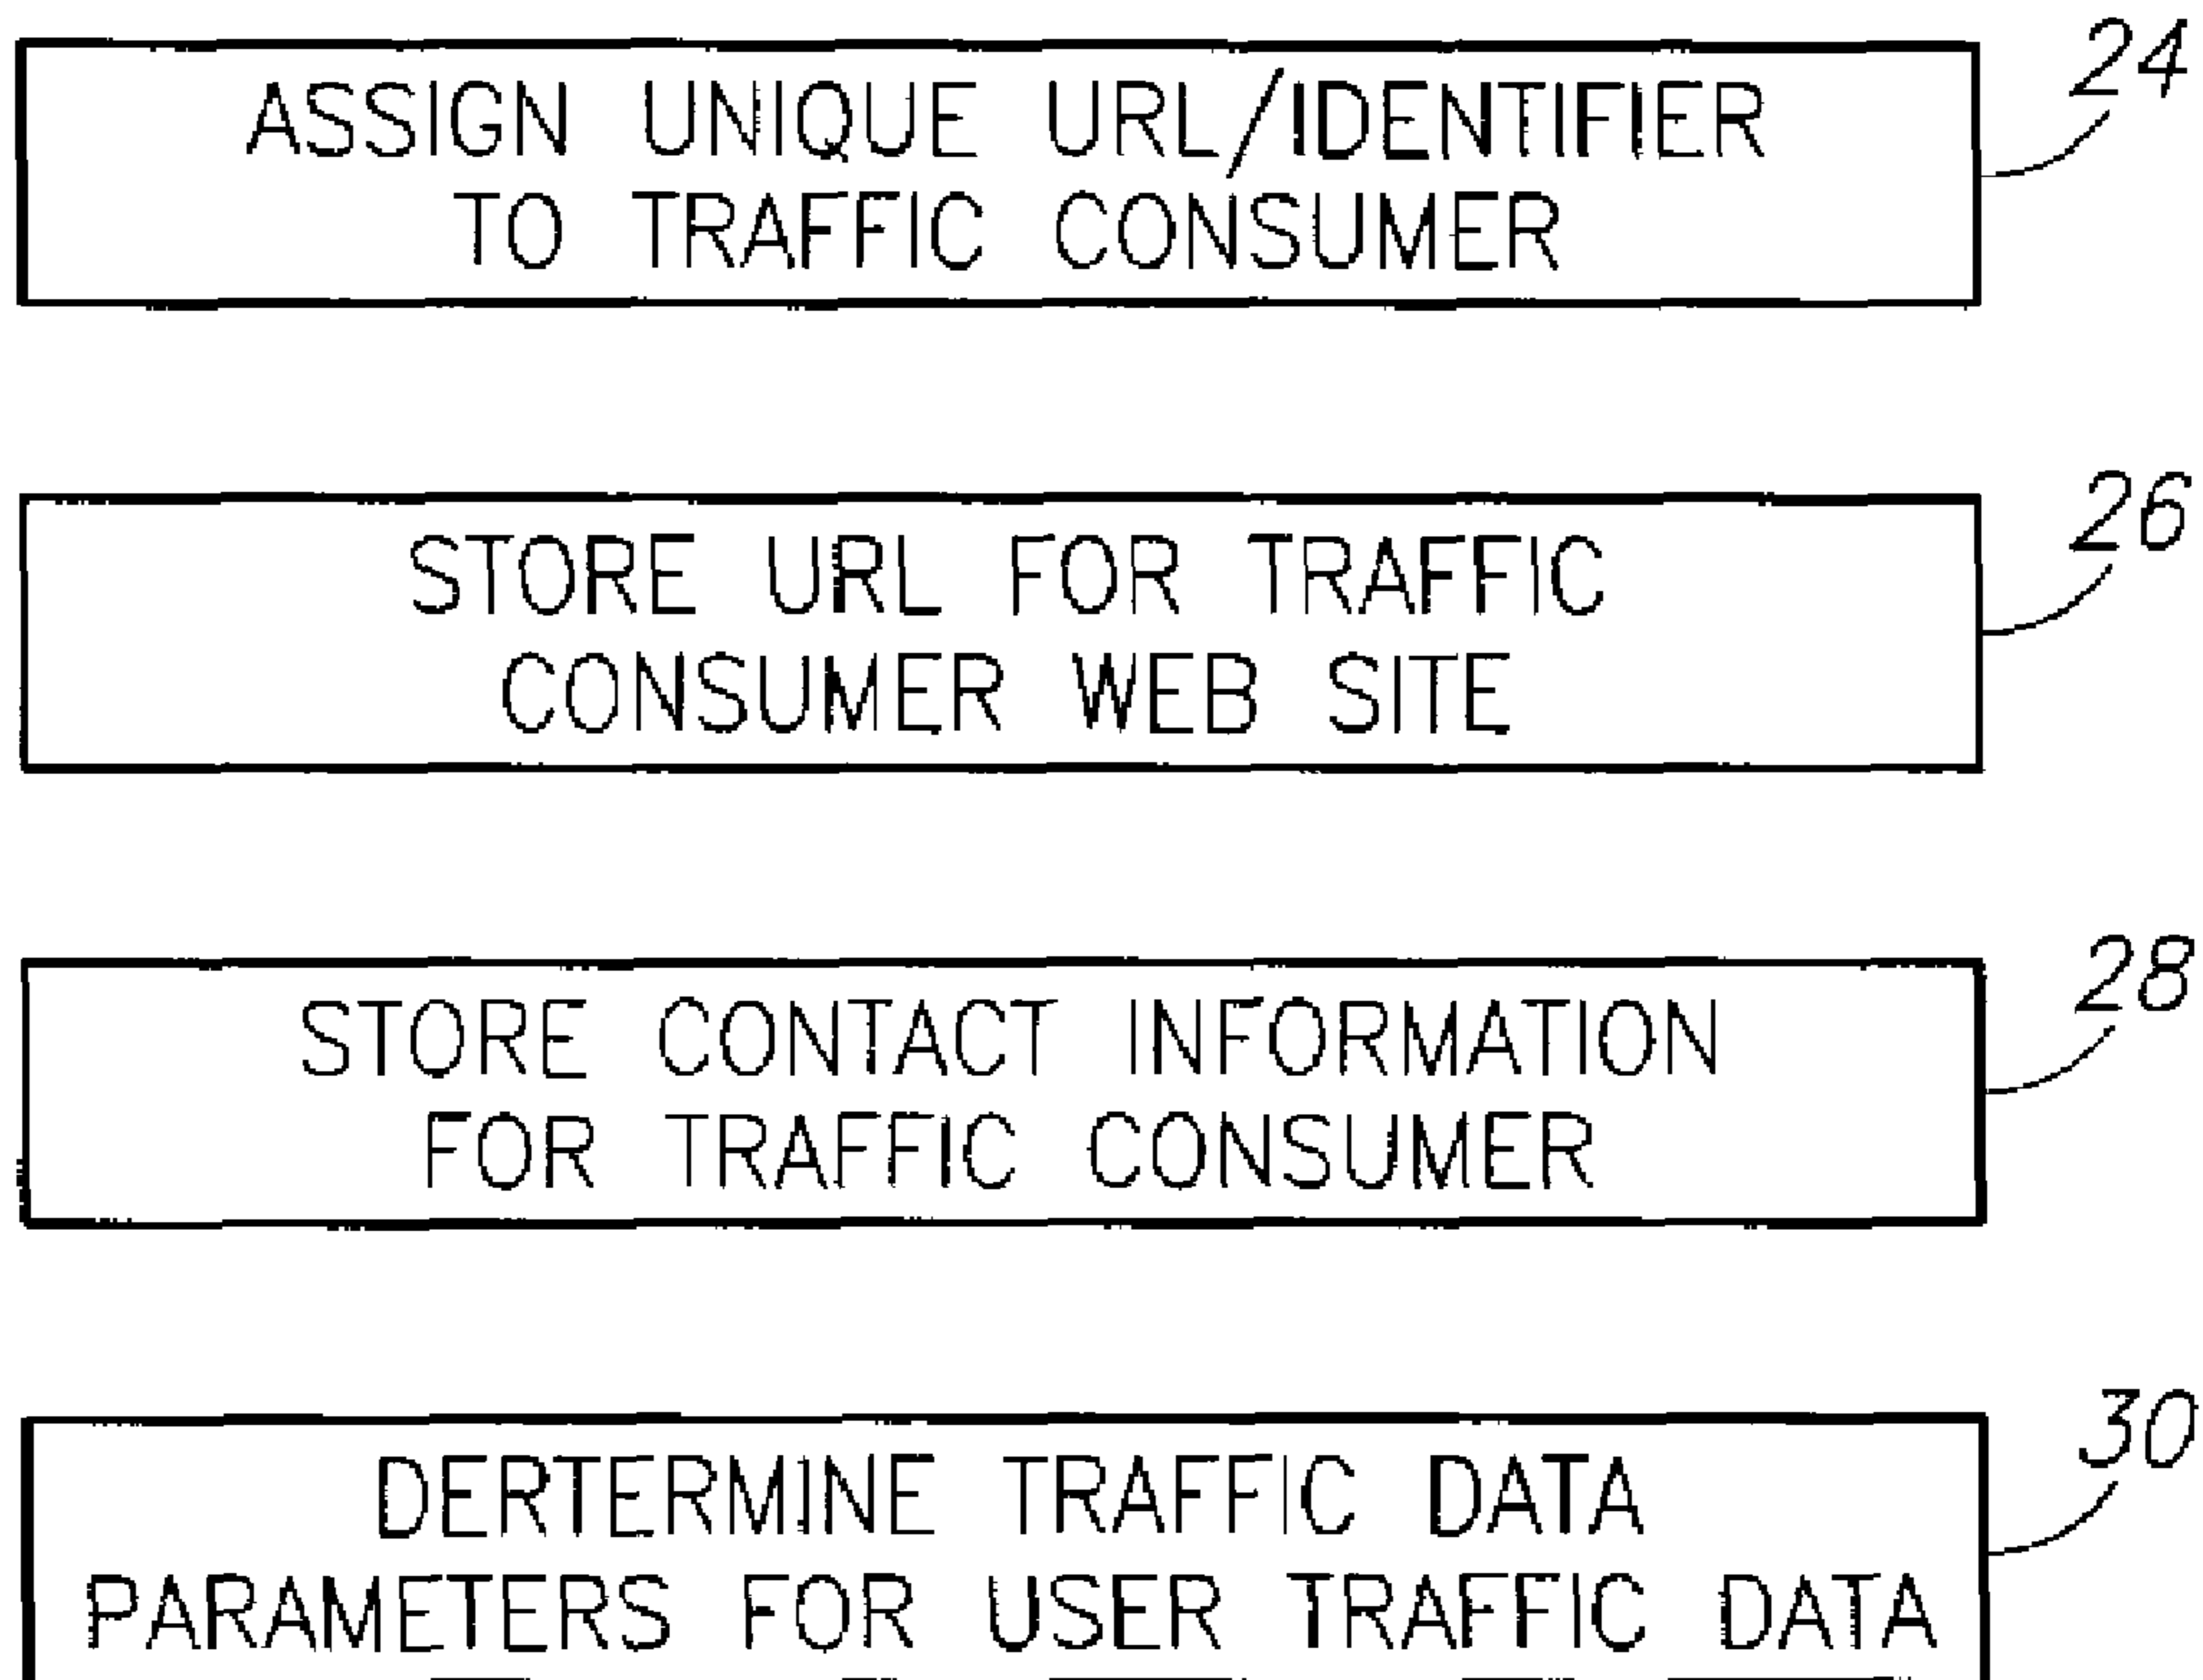 24
ASSIGN UNIQUE URL/IDENTIFIER
TO TRAFFIC CONSUMER
26
STORE URL FOR TRAFFIC
CONSUMER WEB SITE
28
STORE CONTACT INFORMATION
FOR TRAFFIC CONSUMER
30
DERTERMINE TRAFFIC DATA
PARAMETERS FOR USER TRAFFIC DATA